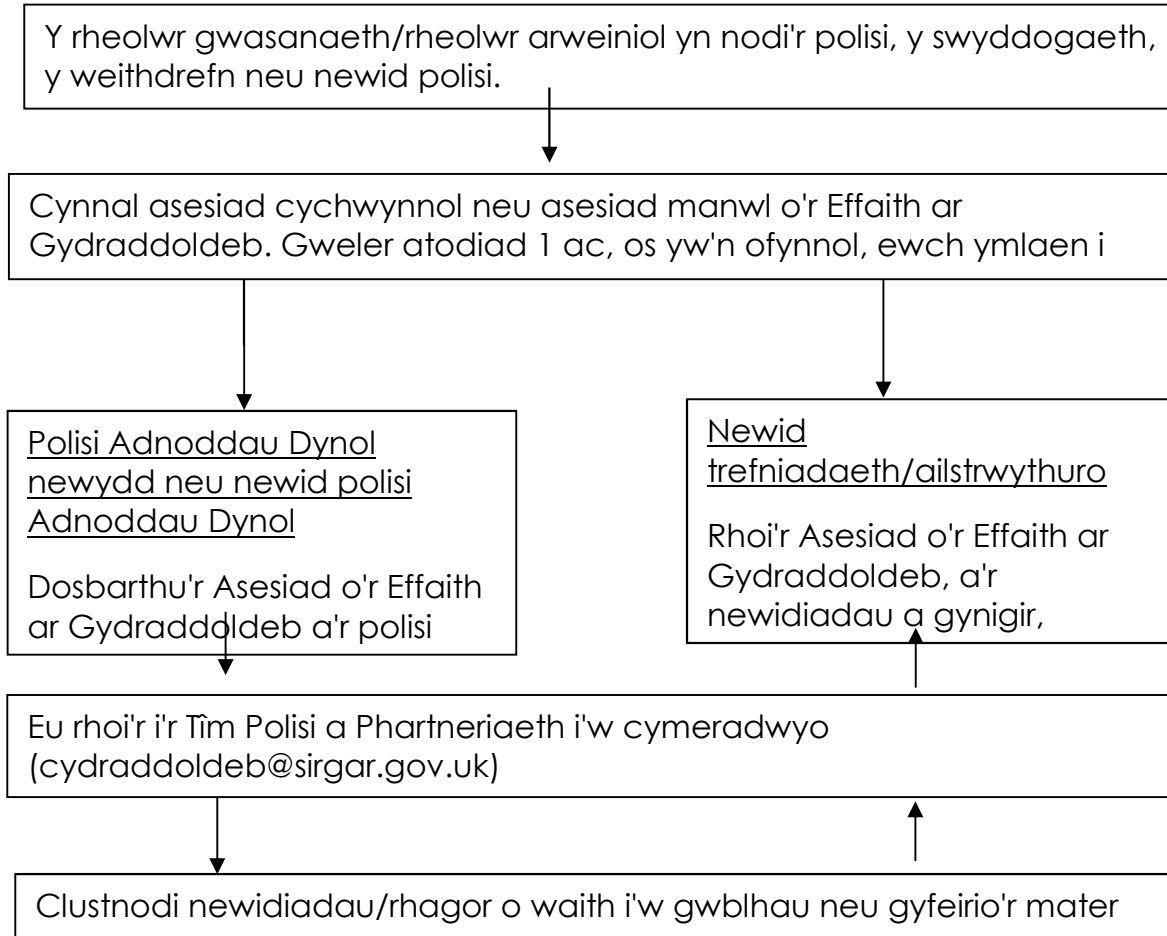 Y rheolwr gwasanaeth/rheolwr arweiniol yn nodi'r polisi, y swyddogaeth,
y weithdrefn neu newid polisi.
Cynnal asesiad cychwynnol neu asesiad manwl o'r Effaith ar
Gydraddoldeb. Gweler atodiad 1 ac, os yw'n ofynnol, ewch ymlaen i
Polisi Adnoddau Dynol
newydd neu newid polisi
Adnoddau Dynol
Dosbarthu'r Asesiad o'r Effaith
ar Gydraddoldeb a'r polisi
Newid
trefniadaeth/ailstrwythuro
Rhoi'r Asesiad o'r Effaith ar
Gydraddoldeb, a'r
newidiadau a gynigir,
Eu rhoi'r i'r Tîm Polisi a Phartneriaeth i'w cymeradwyo
(cydraddoldeb@sirgar.gov.uk)
Clustnodi newidiadau/rhagor o waith i'w gwblhau neu gyfeirio'r mater